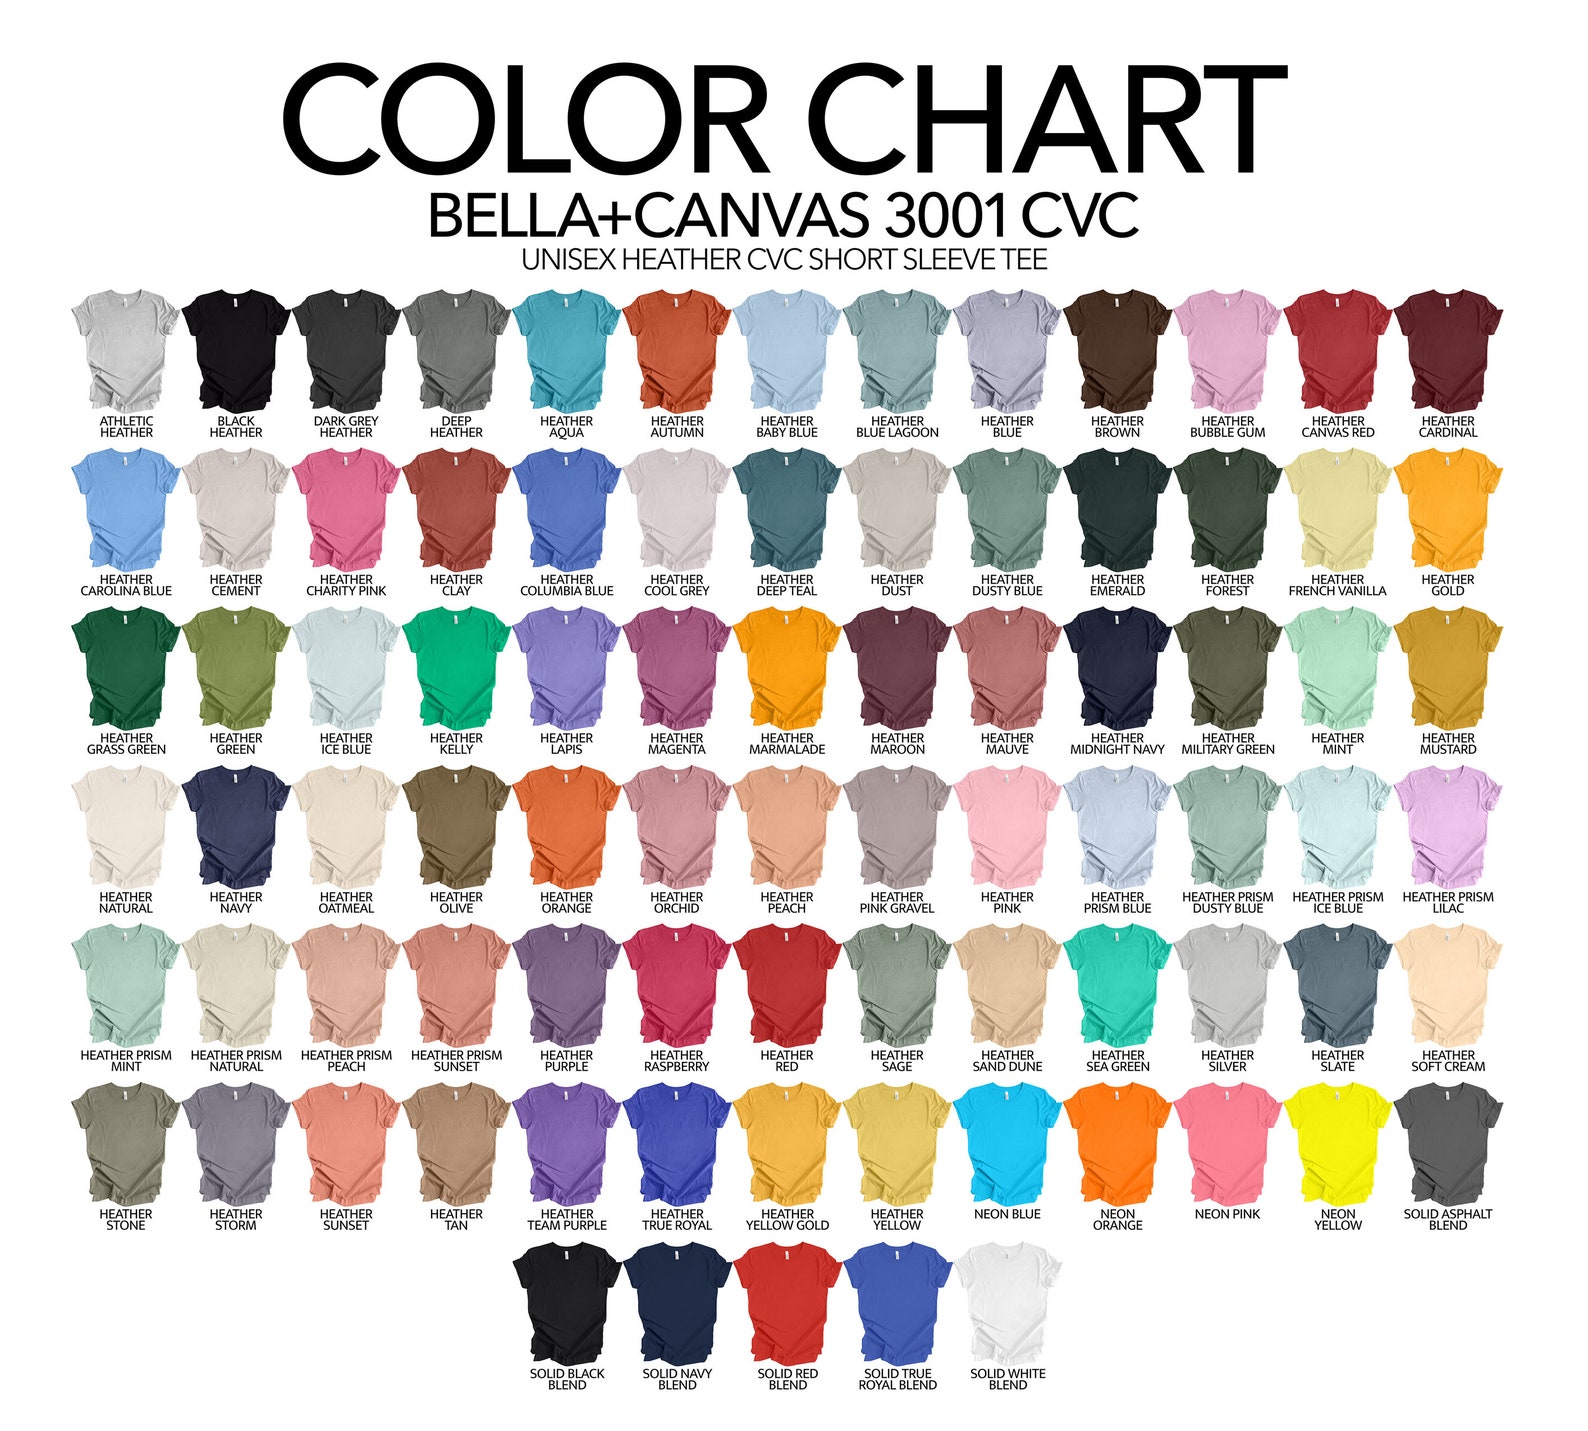 COLOR CHART
BELLA+CANVAS 3001 CVC
UNISEX HEATHER CVC SHORT SLEEVE TEE
ATHLETIC
HEATHER
BLACK
HEATHER
DARK GREY
HEATHER
DEEP
HEATHER
HEATHER
AQUA
HEATHER
AUTUMN
HEATHER
BABY BLUE
HEATHER
BLUE LAGOON
HEATHER
BLUE
HEATHER
BROWN
HEATHER
BUBBLE GUM
HEATHER
CANVAS RED
HEATHER
CARDINAL
HEATHER
CAROLINA BLUE
HEATHER
CEMENT
HEATHER
CHARITY PINK
HEATHER
CLAY
HEATHER
COLUMBIA BLUE
HEATHER
COOL GREY
HEATHER
DEEP TEAL
HEATHER
DUST
HEATHER
DUSTY BLUE
HEATHER
EMERALD
HEATHER
FOREST
HEATHER
FRENCH VANILLA
HEATHER
GOLD
HEATHER
GRASS GREEN
HEATHER
GREEN
HEATHER
ICE BLUE
HEATHER
KELLY
HEATHER
LAPIS
HEATHER
MAGENTA
HEATHER
MARMALADE
HEATHER
MAROON
HEATHER
MAUVE
HEATHER
MIDNIGHT NAVY
HEATHER
MILITARY GREEN
HEATHER
MINT
HEATHER
MUSTARD
HEATHER
NATURAL
HEATHER
NAVY
HEATHER
OATMEAL
HEATHER
OLIVE
HEATHER
ORANGE
HEATHER
ORCHID
HEATHER
PEACH
HEATHER
PINK GRAVEL
HEATHER
PINK
HEATHER
PRISM BLUE
HEATHER PRISM
DUSTY BLUE
HEATHER PRISM
ICE BLUE
HEATHER PRISM
LILAC
HEATHER PRISM
MINT
HEATHER PRISM
NATURAL
HEATHER PRISM
PEACH
HEATHER PRISM
SUNSET
HEATHER
PURPLE
HEATHER
RASPBERRY
HEATHER
RED
HEATHER
SAGE
HEATHER
SAND DUNE
HEATHER
SEA GREEN
HEATHER
SILVER
HEATHER
SLATE
HEATHER
SOFT CREAM
HEATHER
STONE
HEATHER
STORM
HEATHER
SUNSET
HEATHER
TAN
HEATHER
TEAM PURPLE
HEATHER
TRUE ROYAL
HEATHER
YELLOW GOLD
HEATHER
YELLOW
NEON BLUE
NEON
ORANGE
NEON PINK
NEON
YELLOW
SOLID ASPHALT
BLEND
SOLID BLACK
BLEND
SOLID NAVY
BLEND
SOLID RED
BLEND
SOLID TRUE
ROYAL BLEND
SOLID WHITE
BLEND